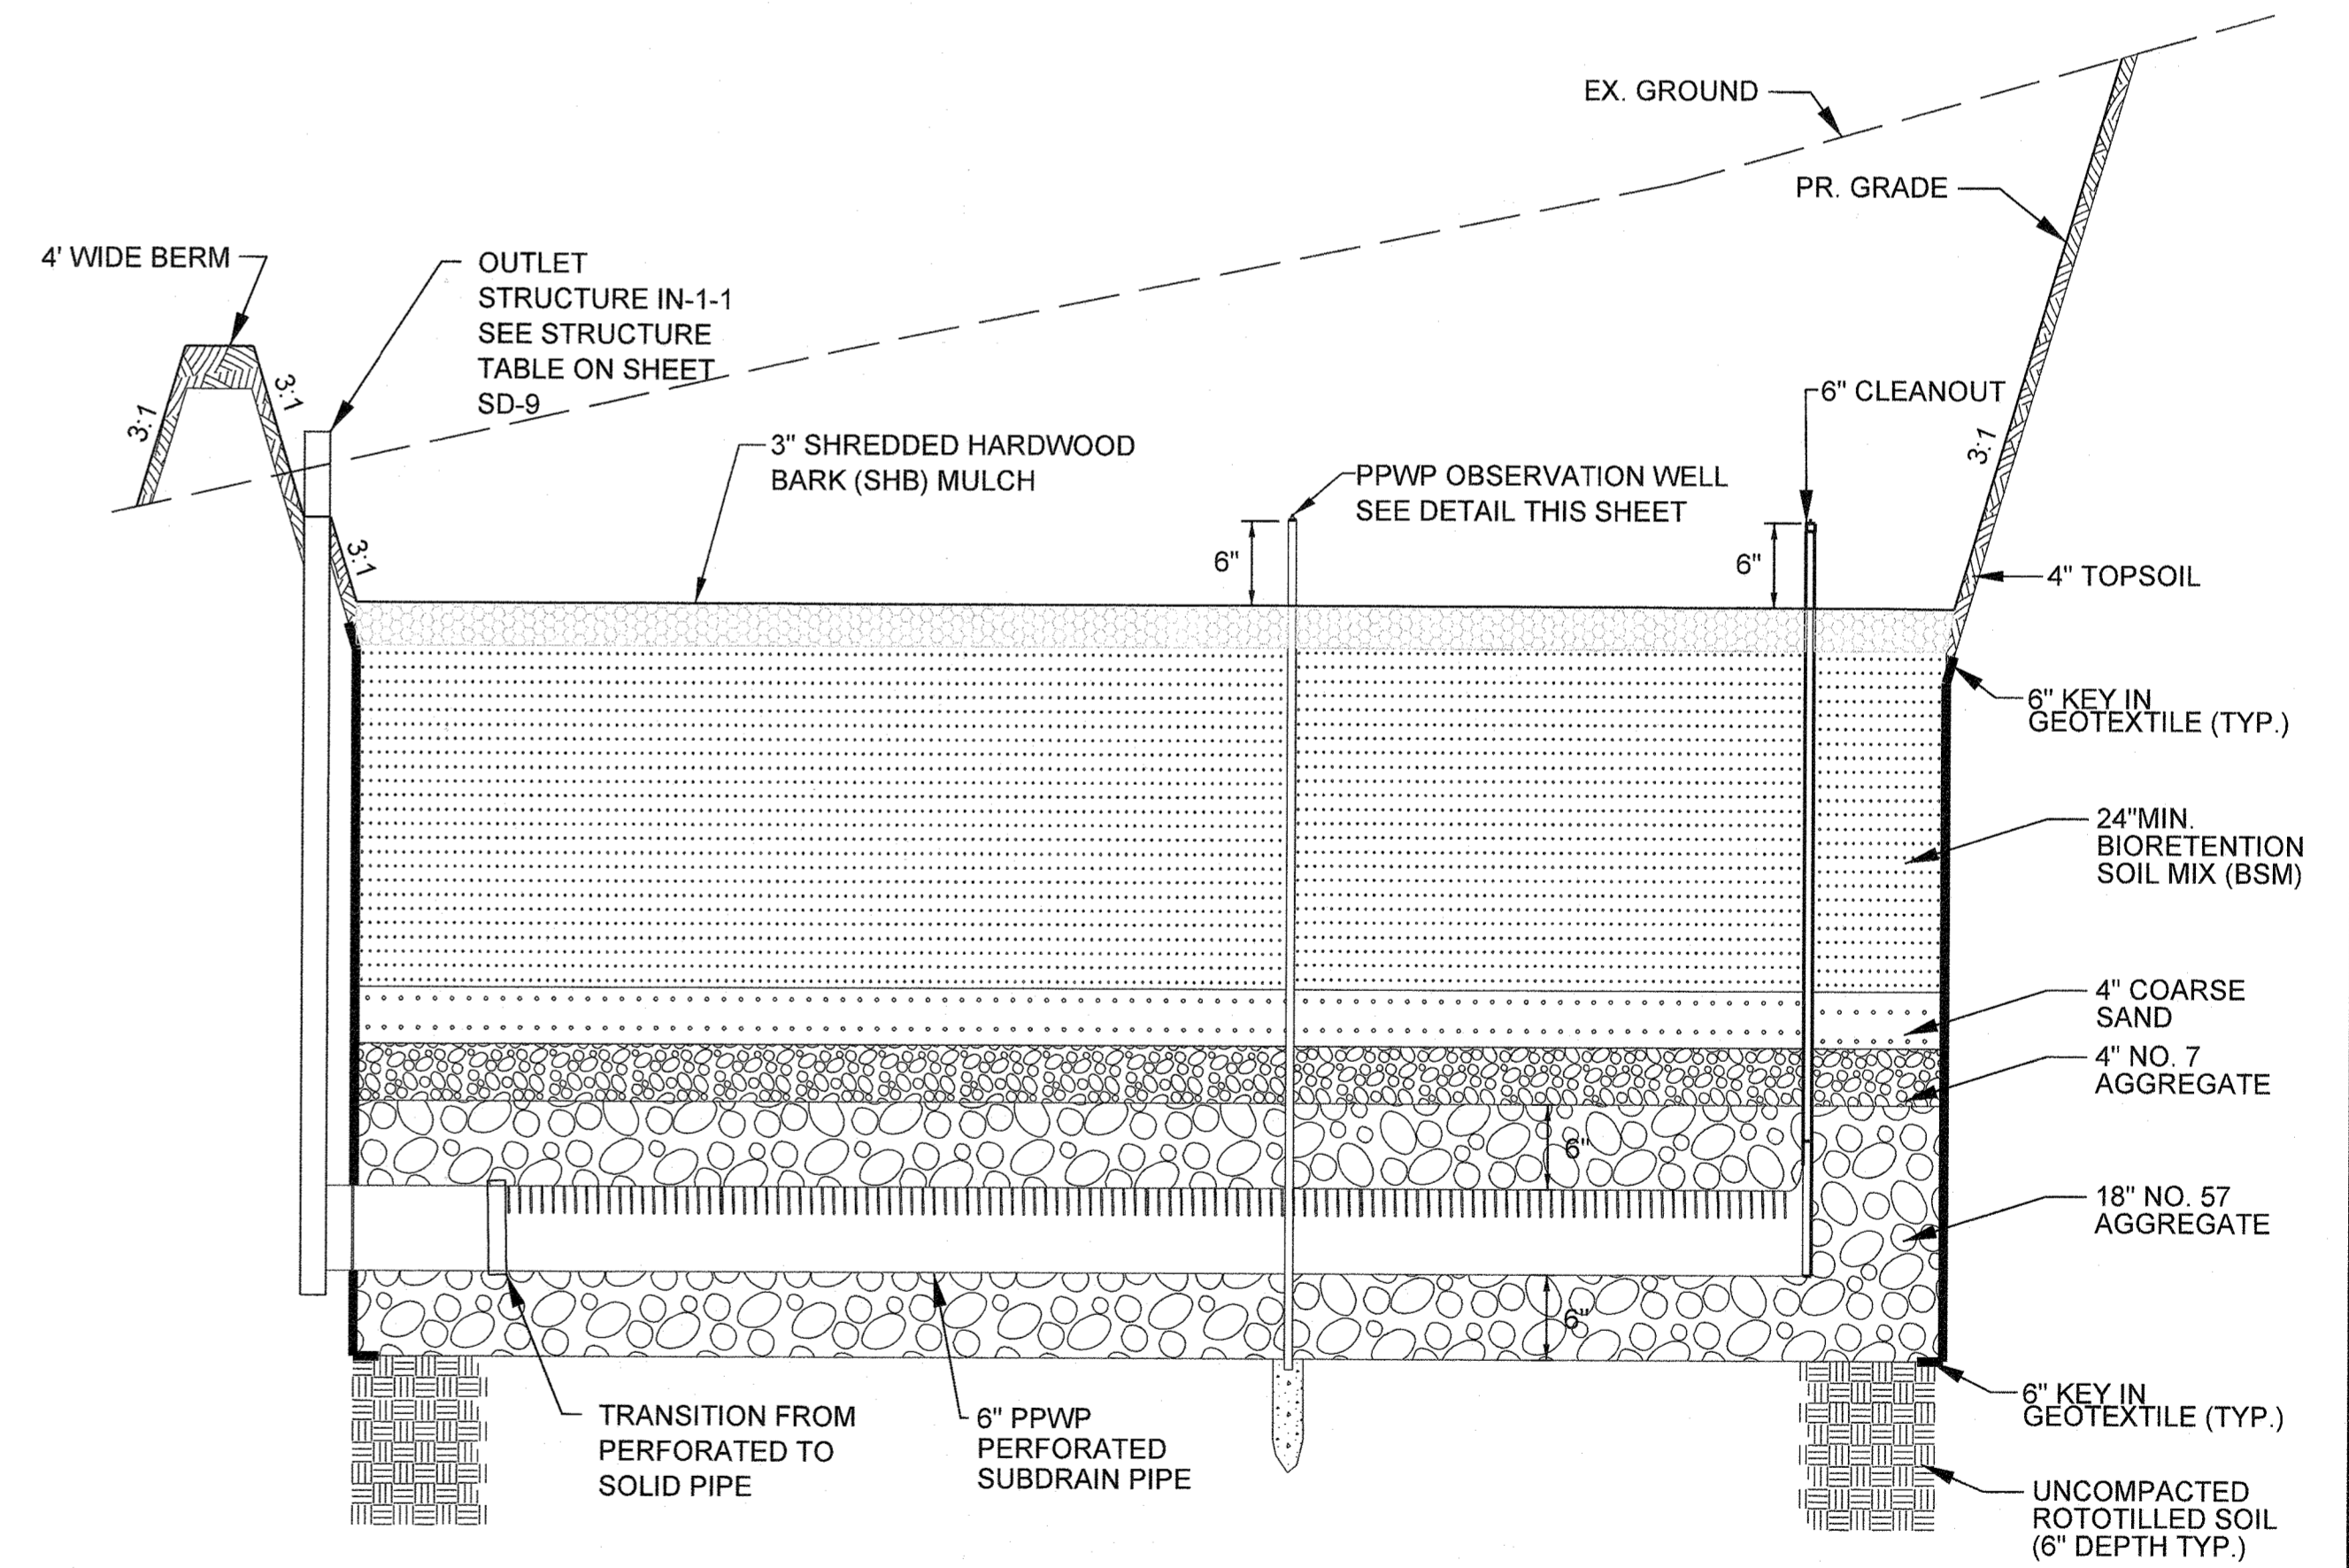 EX. GROUND
PR. GRADE
4' WIDE BERM
OUTLET
STRUCTURE IN-1-1
SEE STRUCTURE
TABLE ON SHEET
SD-9
3:1
3:1
3:1
3:1
6" CLEANOUT
3" SHREDDED HARDWOOD
BARK (SHB) MULCH
PPWP OBSERVATION WELL
SEE DETAIL THIS SHEET
6"
6"
4" TOPSOIL
6" KEY IN
GEOTEXTILE (TYP.)
24"MIN.
BIORETENTION
SOIL MIX (BSM)
4" COARSE
SAND
4" NO. 7
AGGREGATE
6"
18" NO. 57
AGGREGATE
6"
6" KEY IN
GEOTEXTILE (TYP.)
TRANSITION FROM
PERFORATED TO
SOLID PIPE
6" PPWP
PERFORATED
SUBDRAIN PIPE
UNCOMPACTED
ROTOTILLED SOIL
(6" DEPTH TYP.)